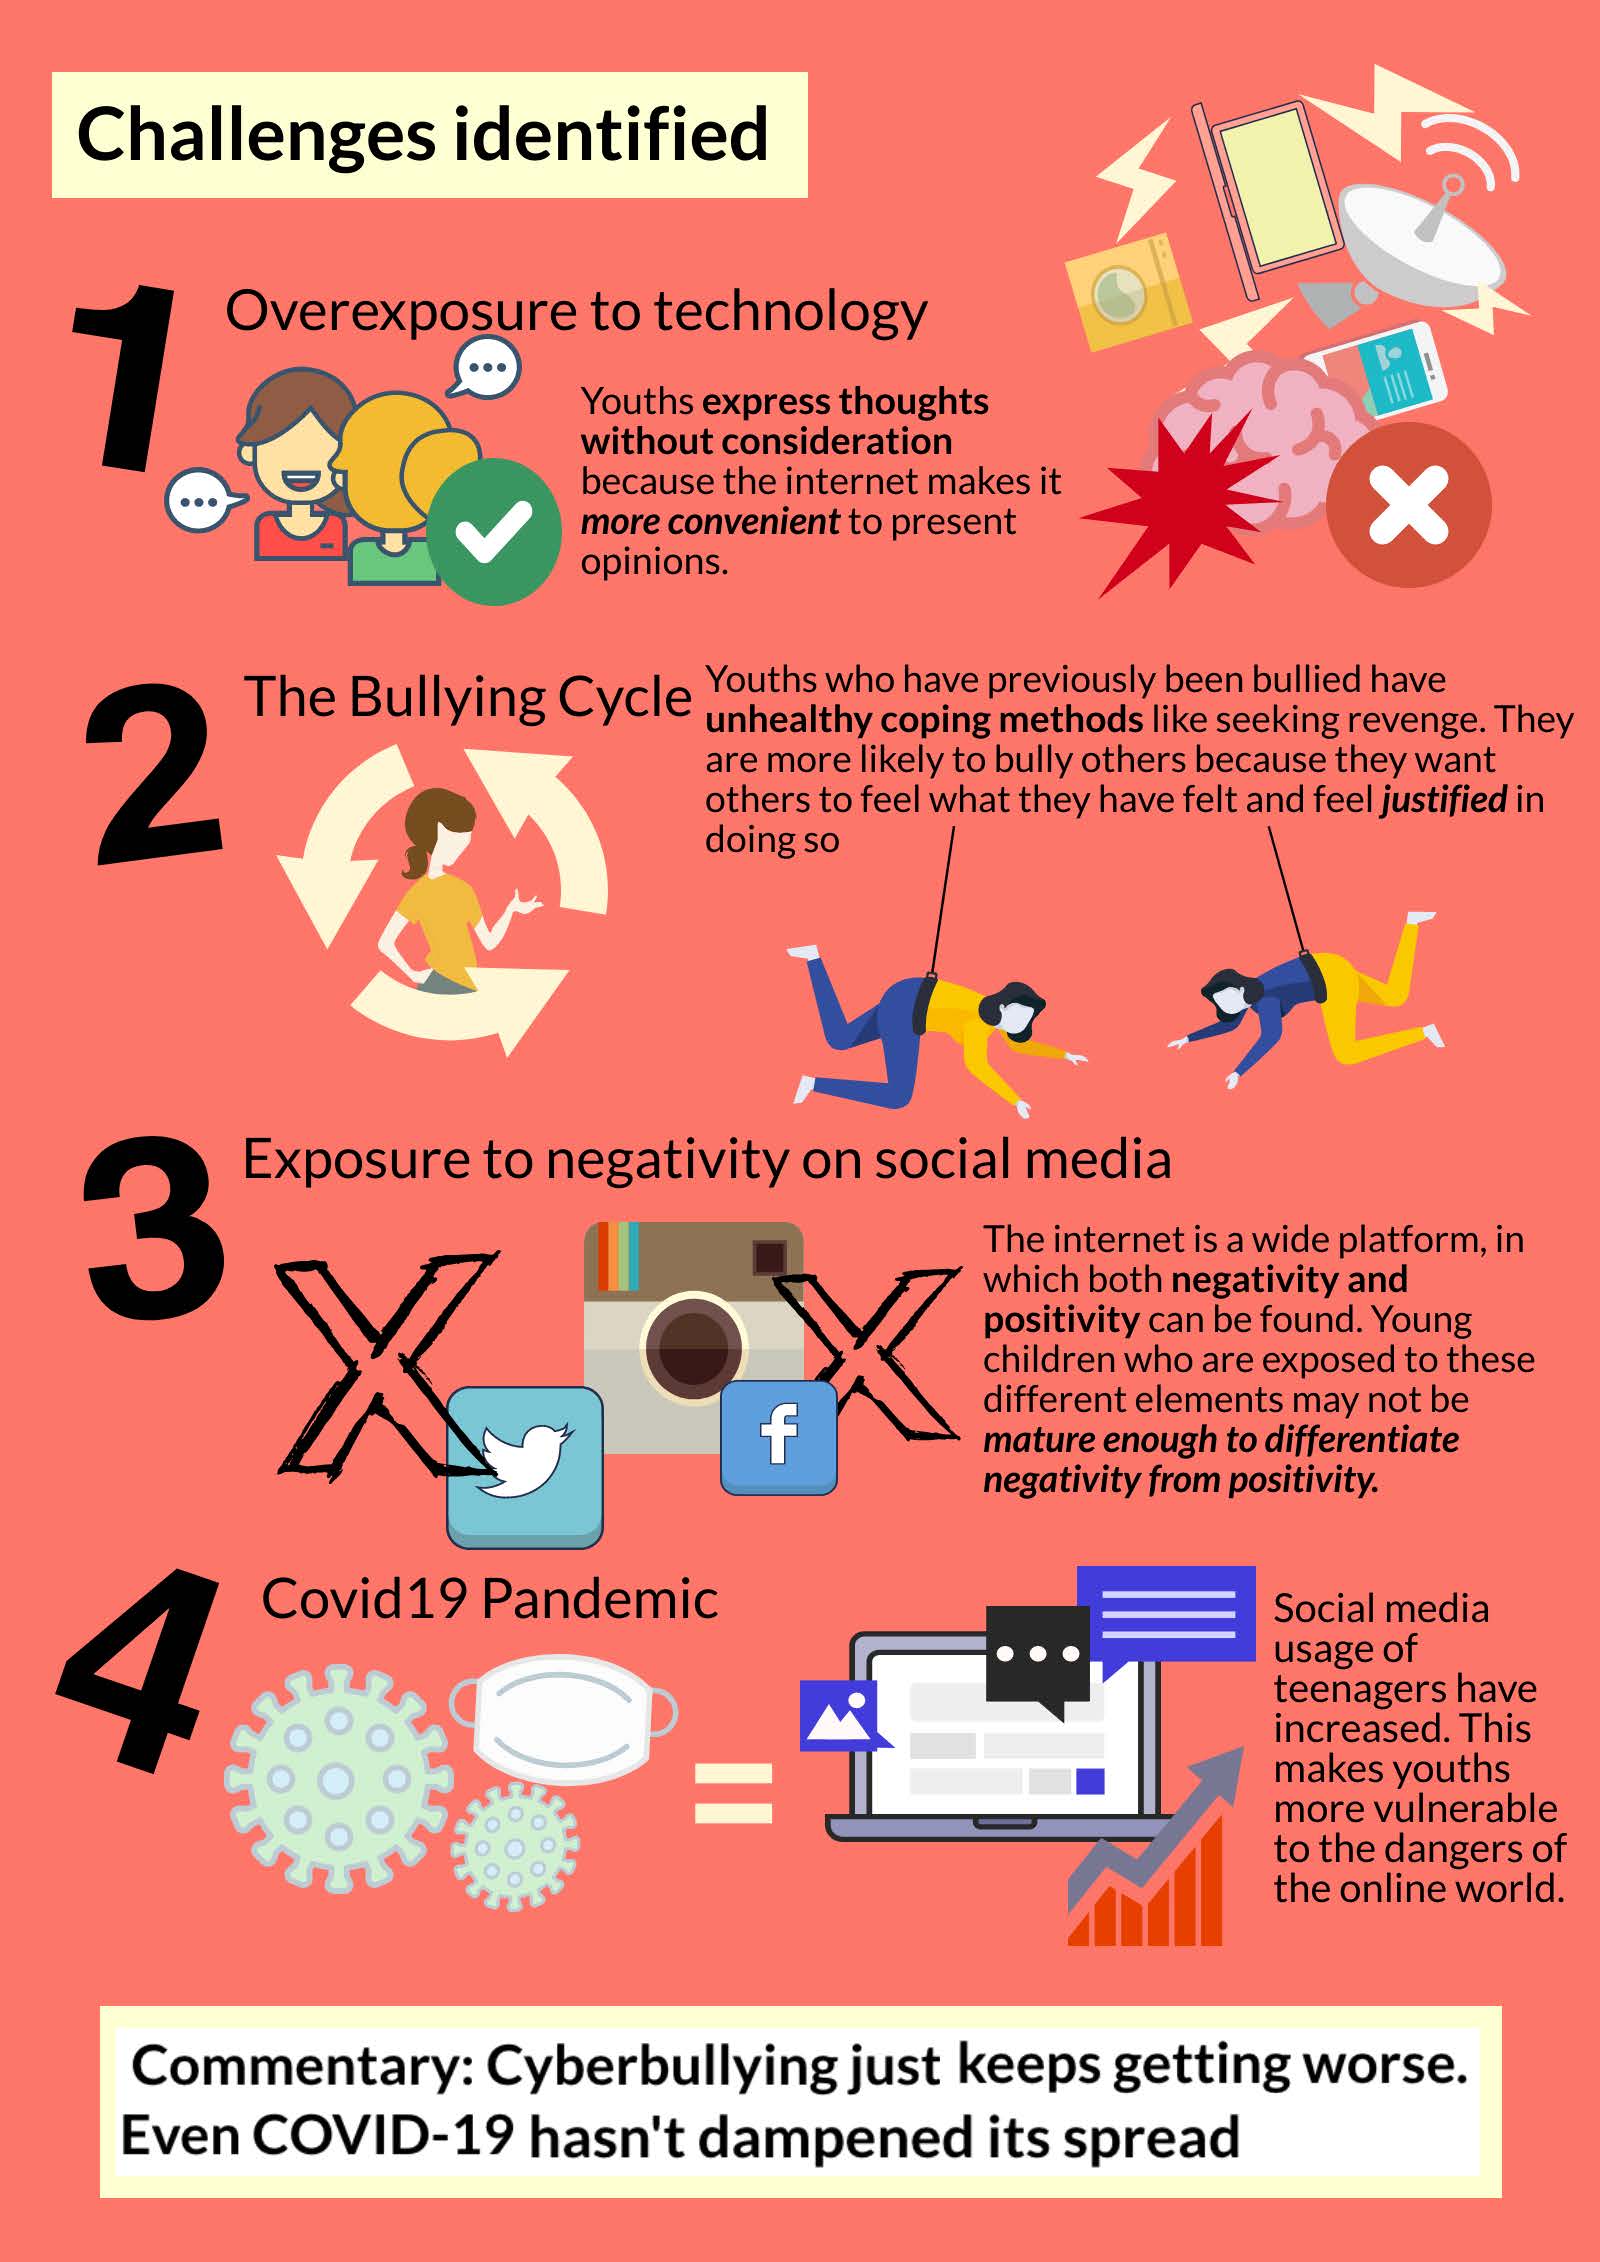 Challenges identified
1
Overexposure to technology
Youths express thoughts
without consideration
because the internet makes it
more convenient to present
opinions.
2
The Bullying Cycle
Youths who have previously been bullied have
unhealthy coping methods like seeking revenge. They
are more likely to bully others because they want
others to feel what they have felt and feel justified in
doing so
3
Exposure to negativity on social media
X
X
f
The internet is a wide platform, in
which both negativity and
positivity can be found. Young
children who are exposed to these
different elements may not be
mature enough to differentiate
negativity from positivity.
4
Covid19 Pandemic
=
Social media
usage of
teenagers have
increased. This
makes youths
more vulnerable
to the dangers of
the online world.
Commentary: Cyberbullying just keeps getting worse.
Even COVID-19 hasn't dampened its spread